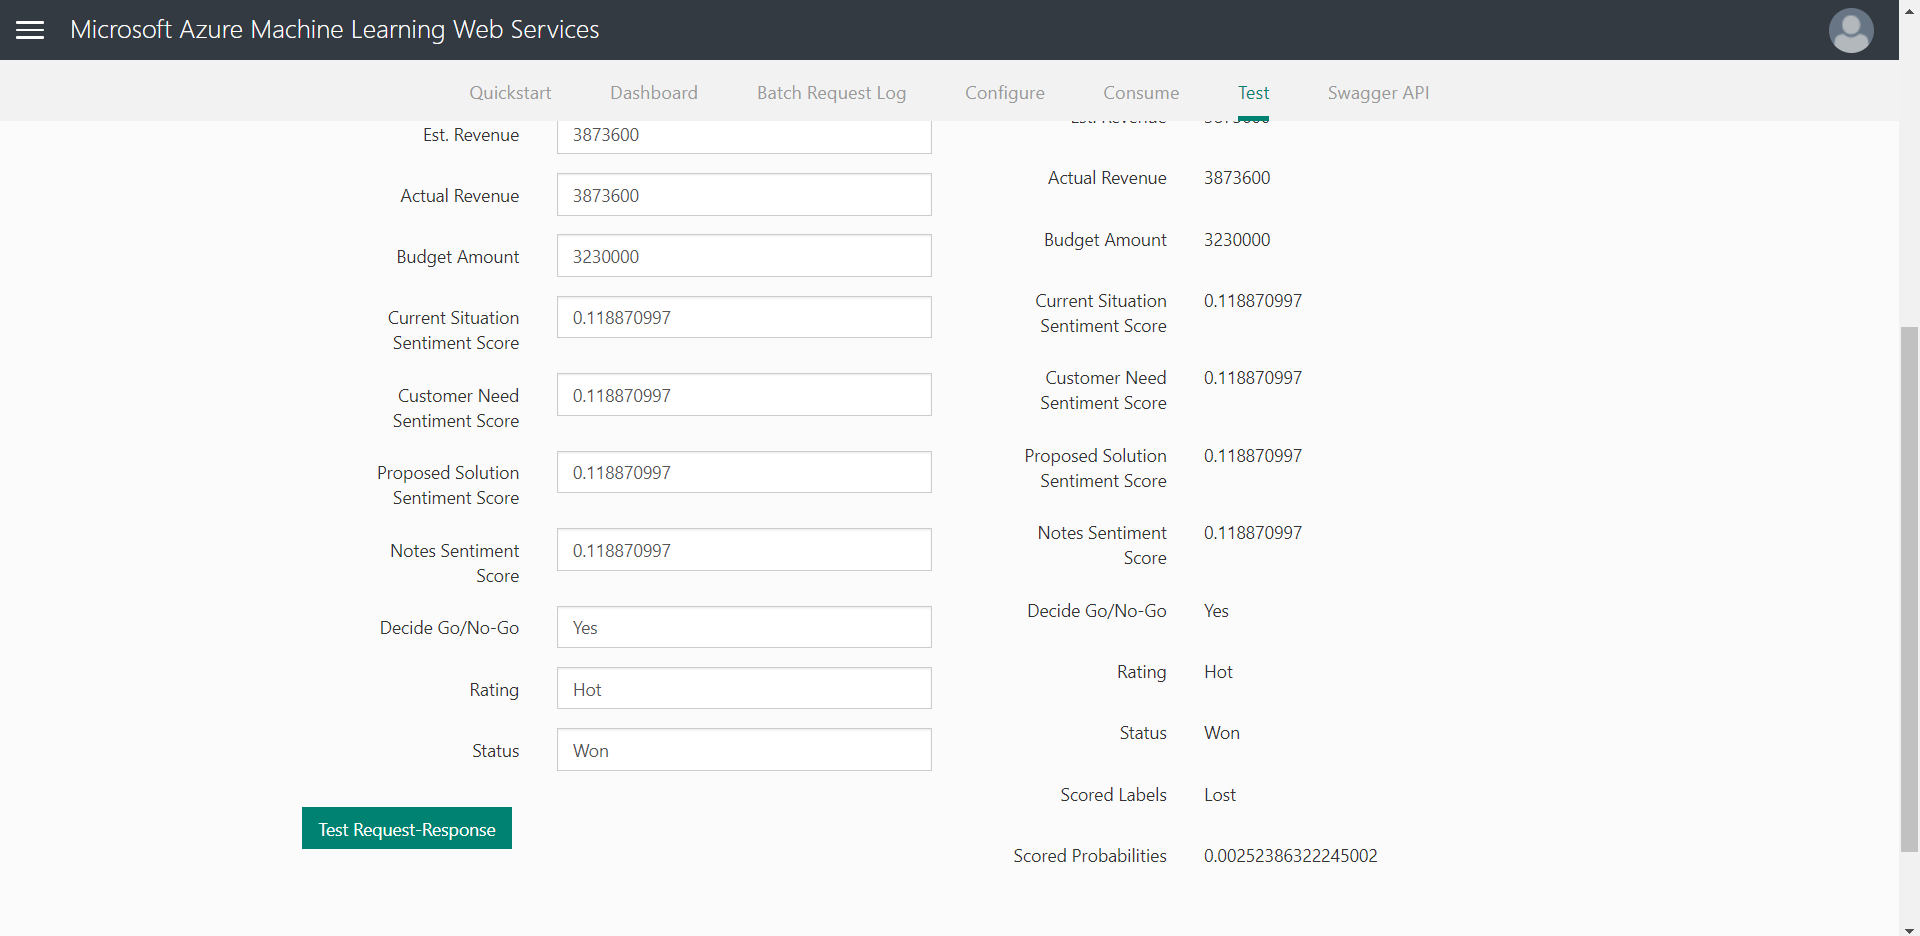 Microsoft Azure Machine Learning Web Services
Quickstart Dashboard Batch Request Log Configure Consume Test Swagger API
Est. Revenue 3873600
Actual Revenue 3873600
Budget Amount 3230000
Current Situation
Sentiment Score
0.118870997
Customer Need
Sentiment Score
0.118870997
Proposed Solution
Sentiment Score
0.118870997
Notes Sentiment
Score
0.118870997
Decide Go/No-Go Yes
Rating Hot
Status Won
Test Request-Response
Est. Revenue 3873600
Actual Revenue 3873600
Budget Amount 3230000
Current Situation
Sentiment Score
0.118870997
Customer Need
Sentiment Score
0.118870997
Proposed Solution
Sentiment Score
0.118870997
Notes Sentiment
Score
0.118870997
Decide Go/No-Go Yes
Rating Hot
Status Won
Scored Labels Lost
Scored Probabilities 0.00252386322245002